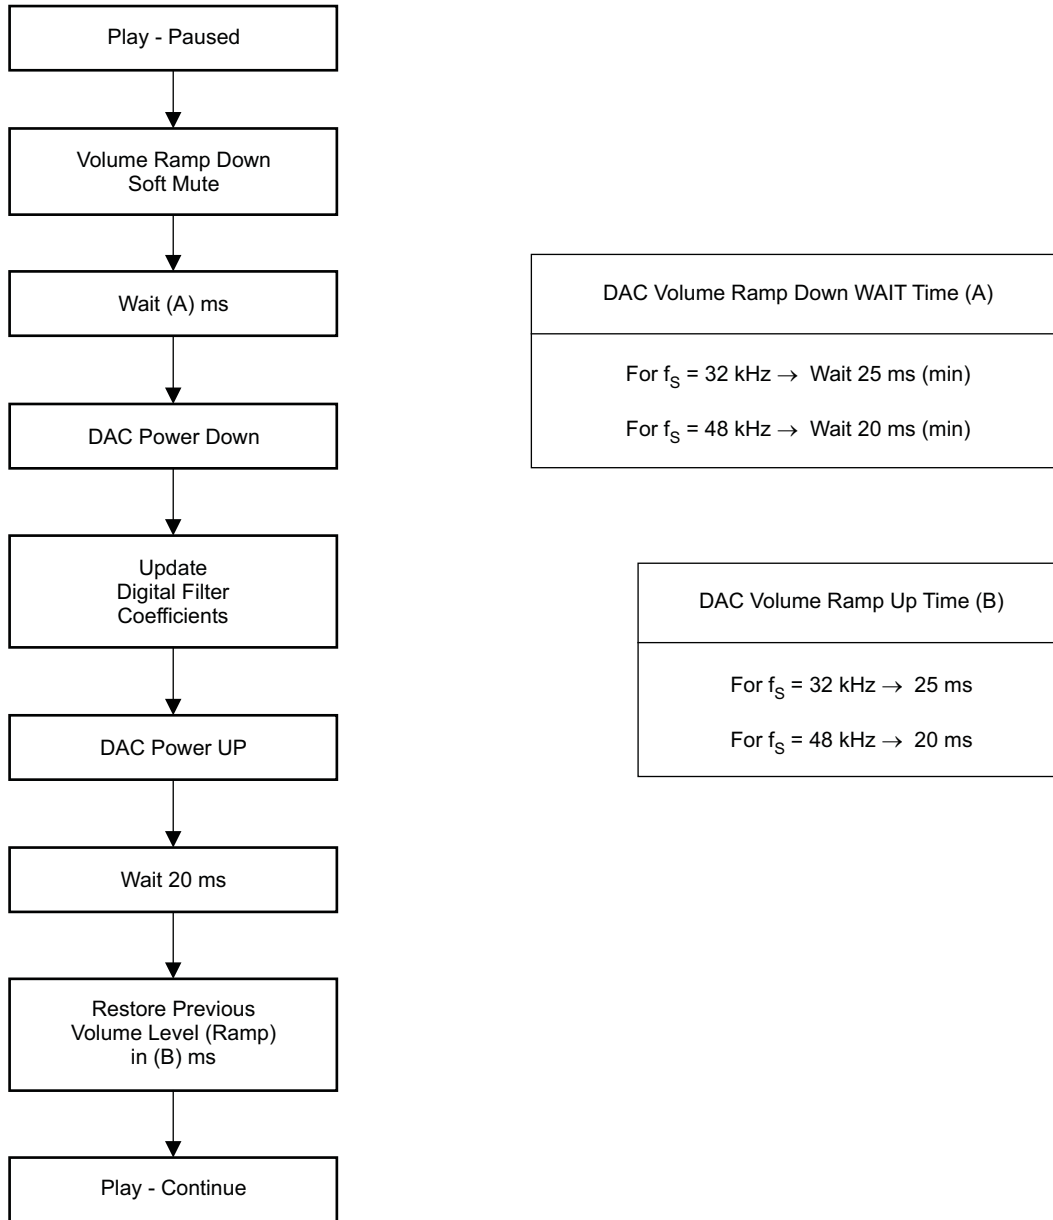 Play - Paused
Volume Ramp Down
Soft Mute
Wait (A) ms
DAC Power Down
Update
Digital Filter
Coefficients
DAC Power UP
Wait 20 ms
Restore Previous
Volume Level (Ramp)
in (B) ms
Play - Continue
DAC Volume Ramp Down WAIT Time (A)
For fS = 32 kHz → Wait 25 ms (min)
For fS = 48 kHz → Wait 20 ms (min)
DAC Volume Ramp Up Time (B)
For fS = 32 kHz → 25 ms
For fS = 48 kHz → 20 ms